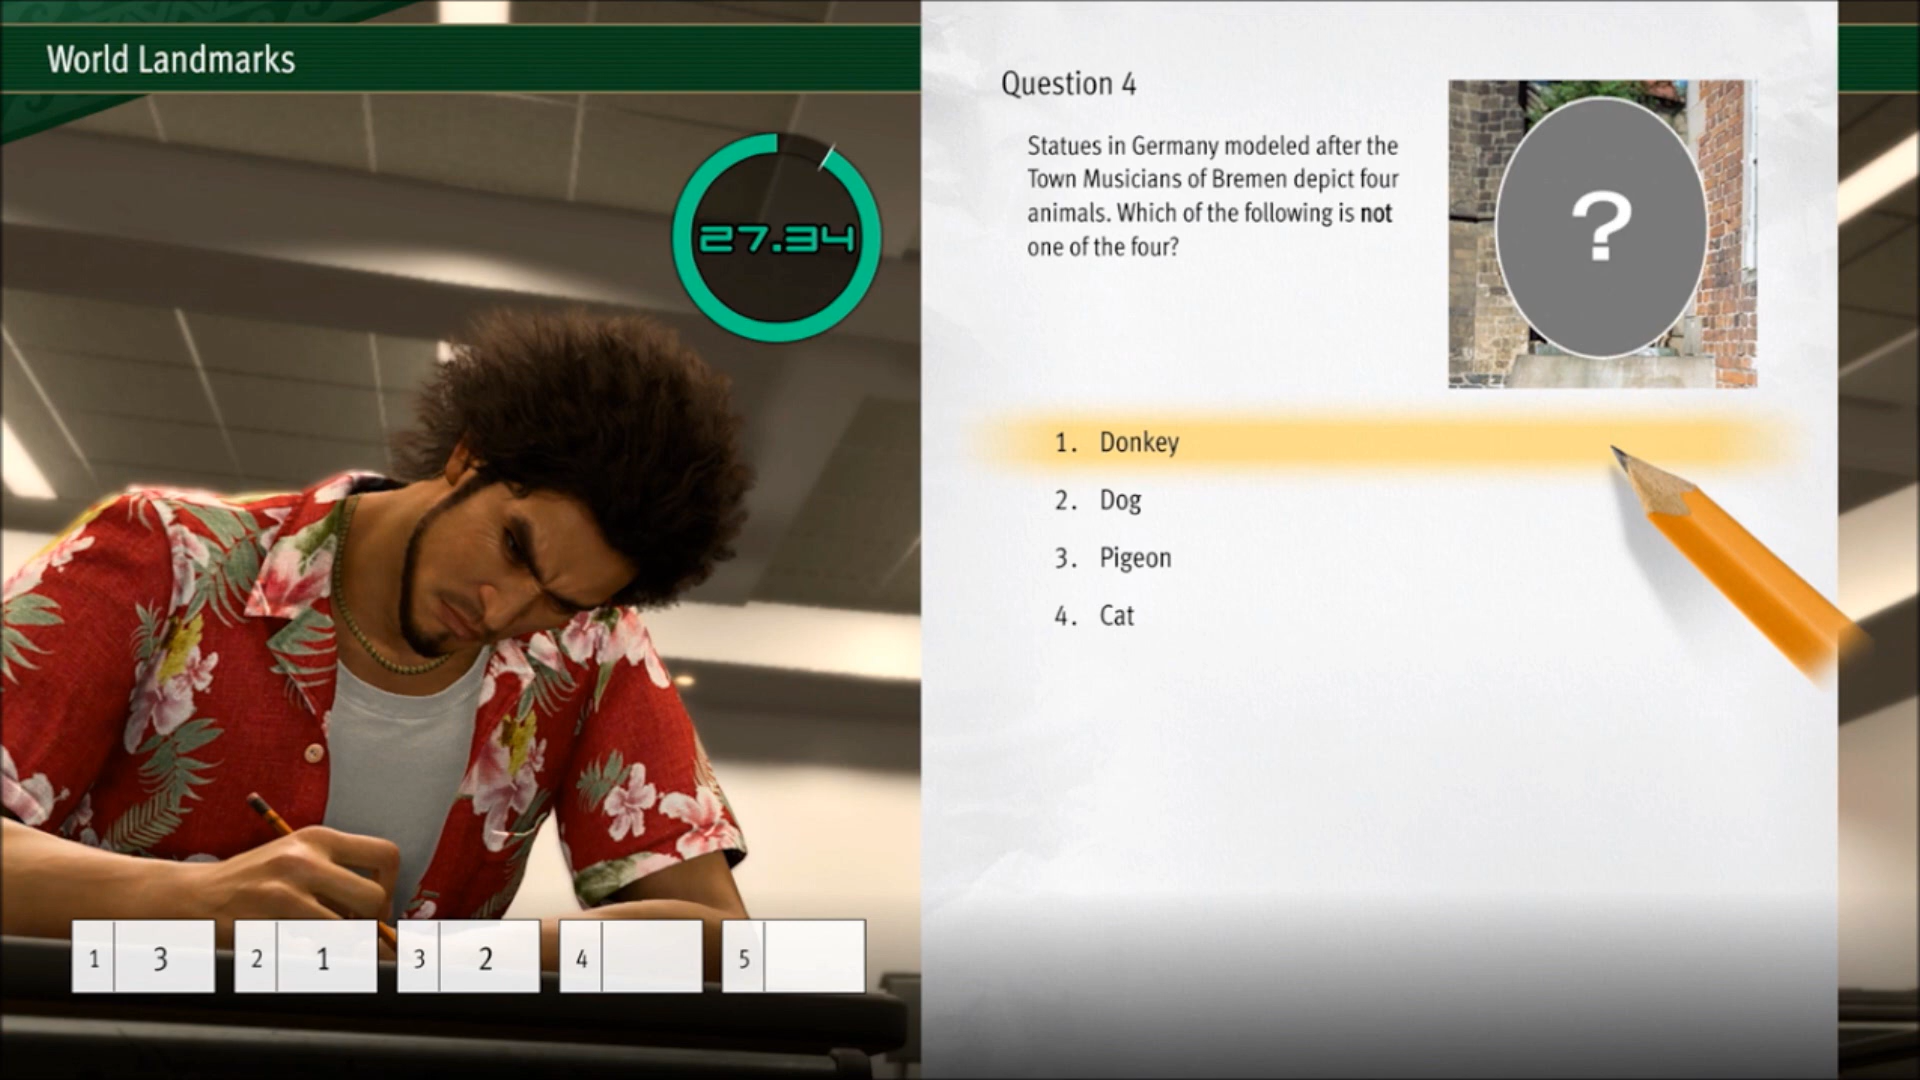 World Landmarks
27.34
Question 4
Statues in Germany modeled after the
Town Musicians of Bremen depict four
animals. Which of the following is not
one of the four?
?
1. Donkey
2. Dog
3. Pigeon
4. Cat
1 3 2 1 3 2 4 5